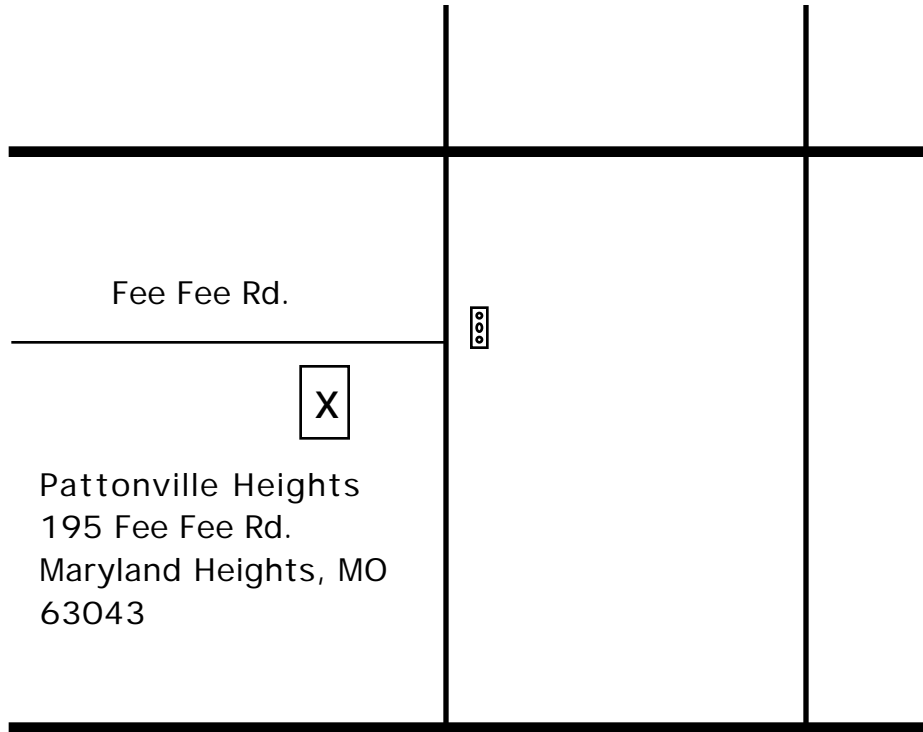 Fee Fee Rd.
X
Pattonville Heights
195 Fee Fee Rd.
Maryland Heights, MO
63043